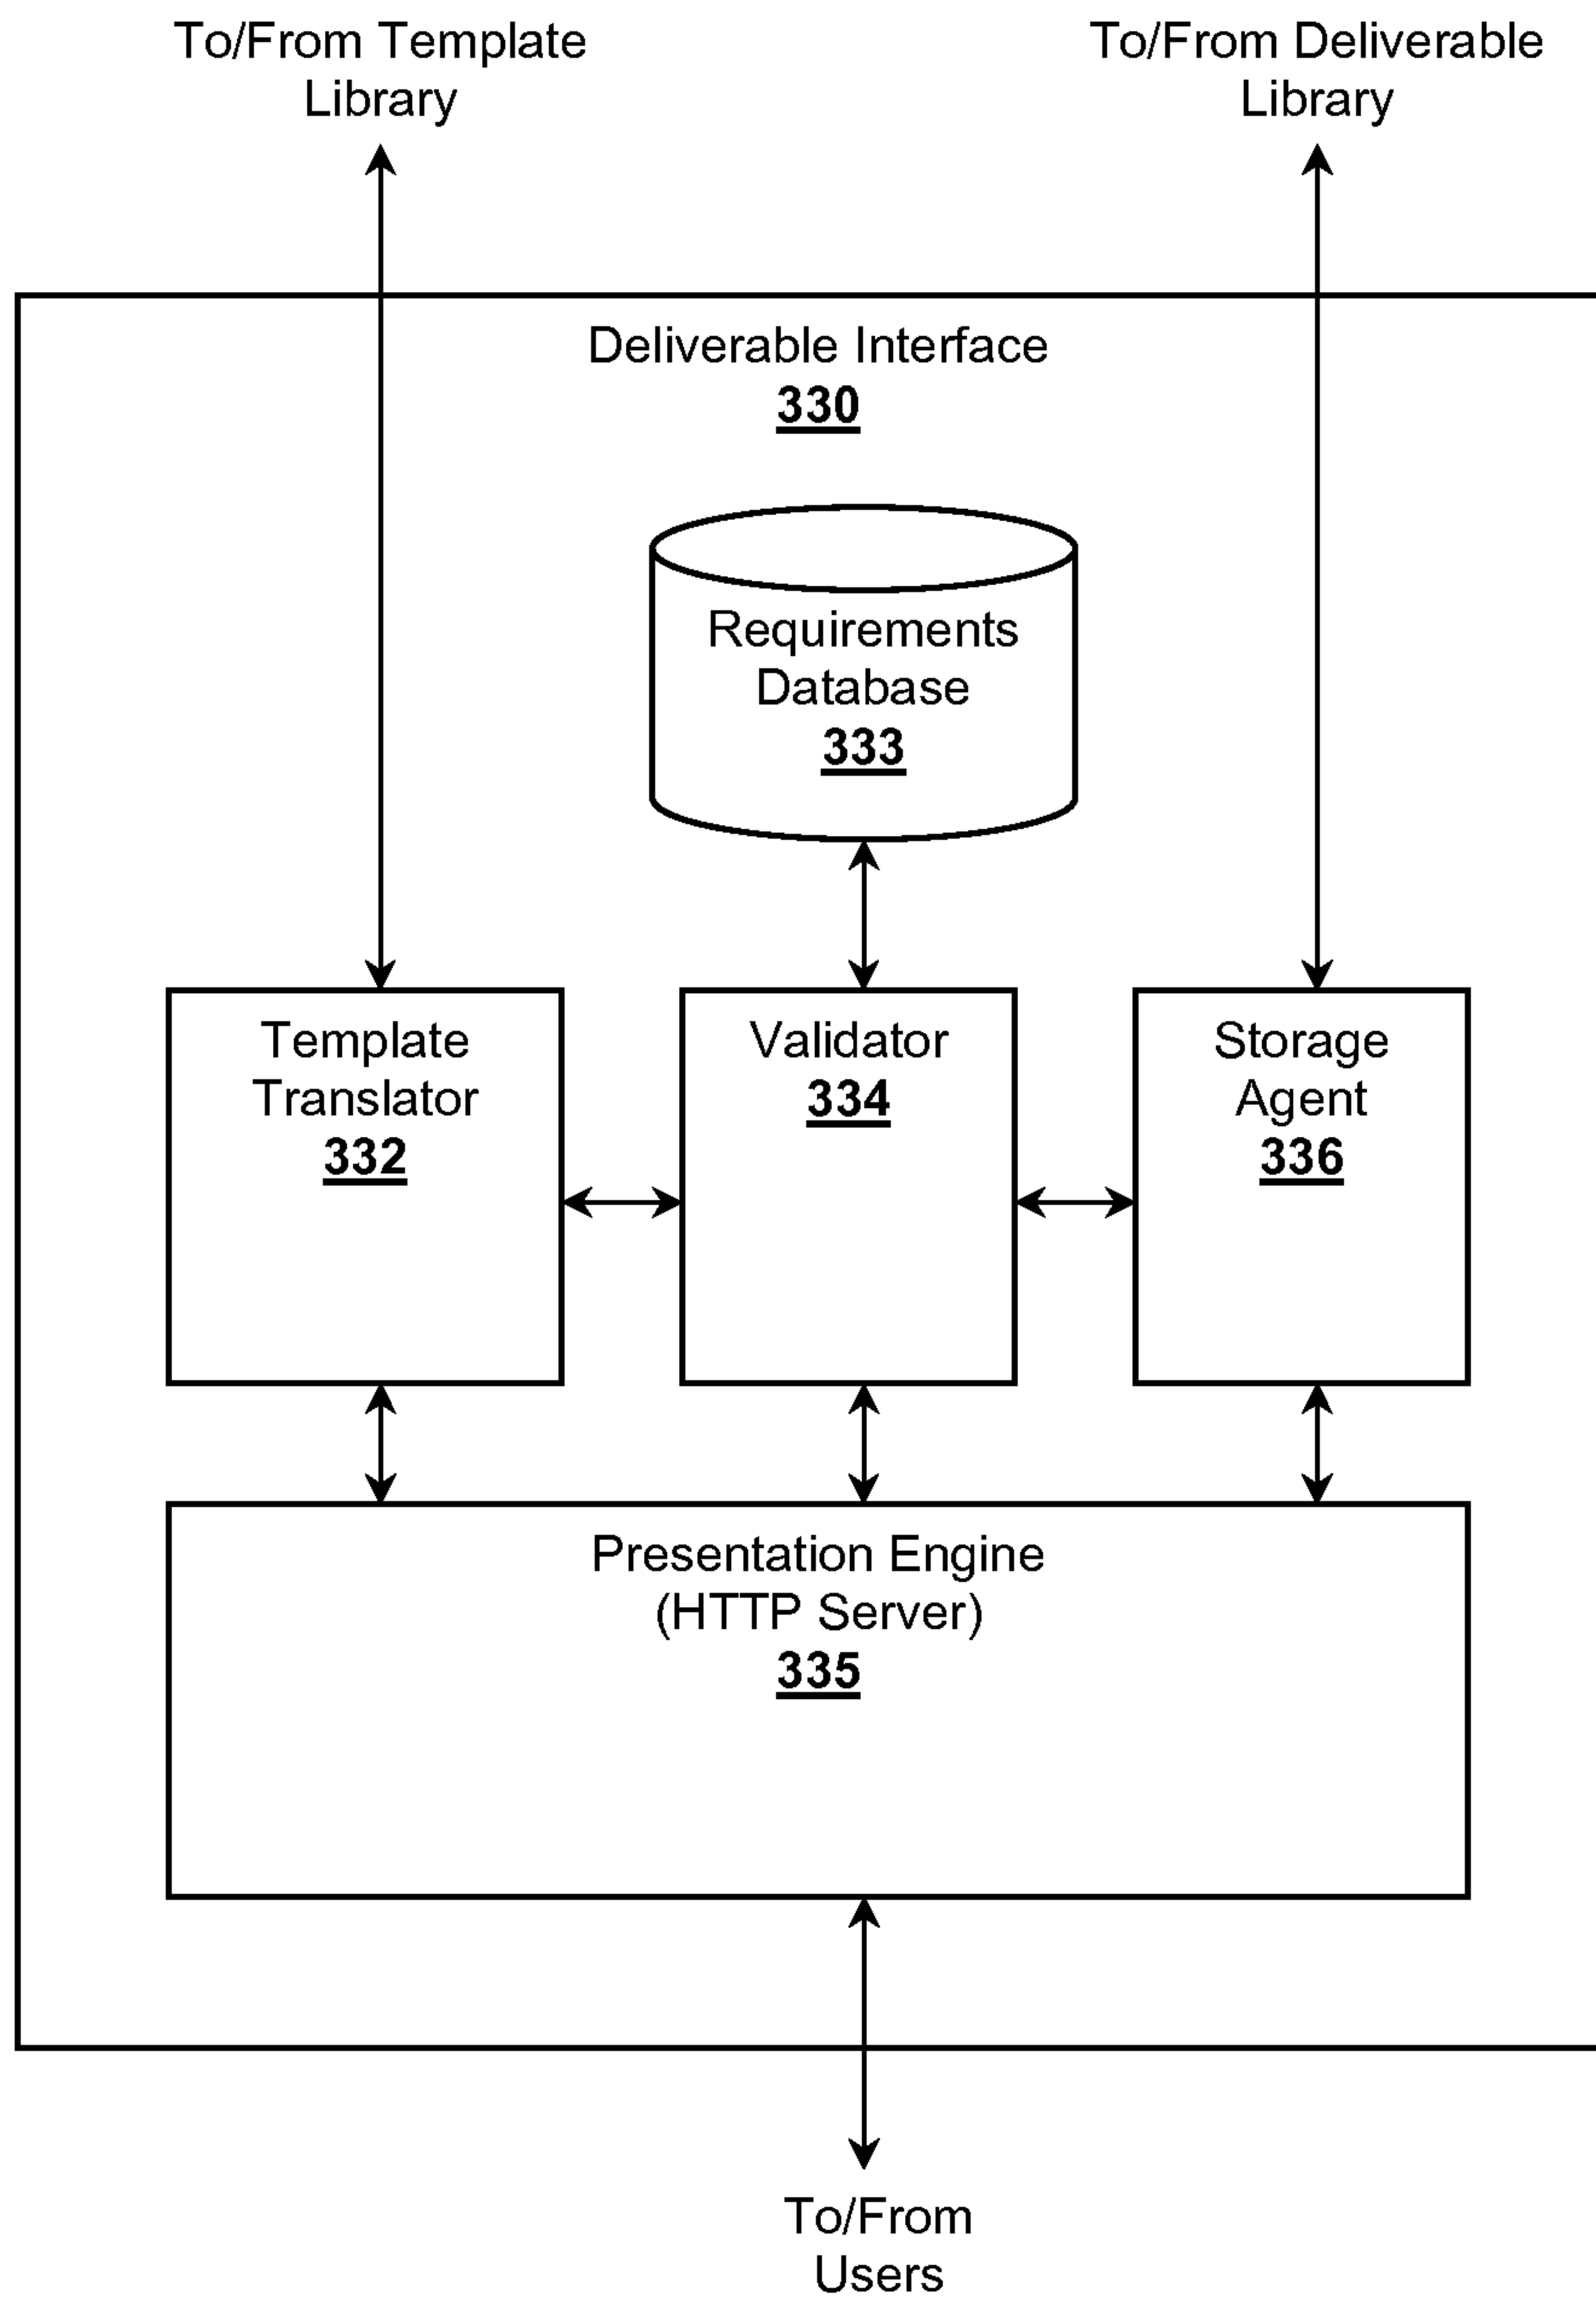 To/From Template
Library
To/From Deliverable
Library
Deliverable Interface
330
Requirements
Database
333
Template
Translator
332
Validator
334
Storage
Agent
336
Presentation Engine
(HTTP Server)
335
To/From
Users